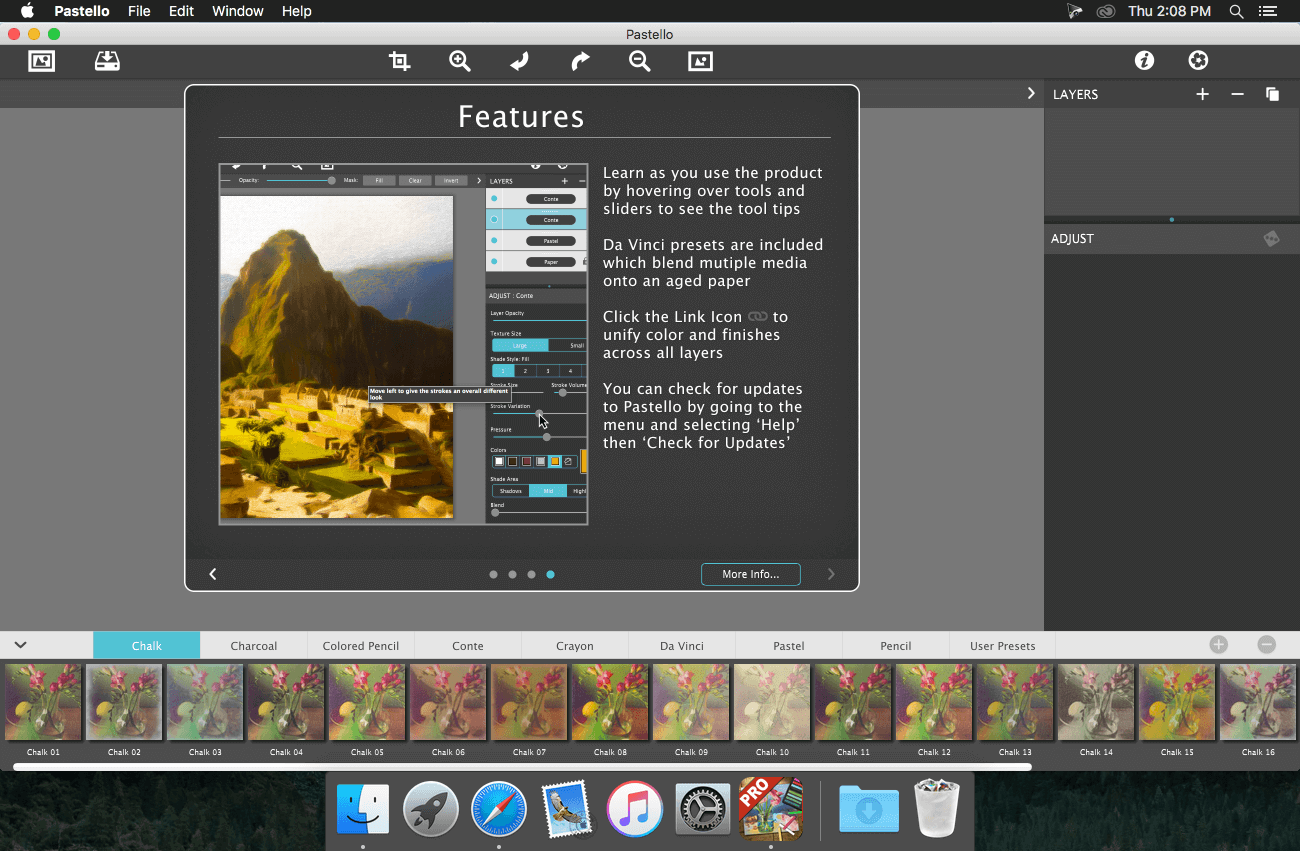 Pastello File Edit Window Help Thu 2:08 PM
Pastello
LAYERS
Features
Opacity: Mask: Fill Clear Invert LAYERS
Conte
Conte
Pastel
Paper
ADJUST : Conte
Layer Opacity
Texture Size
Large Small
Shade Style: Fill
1 2 3 4
Stroke Size Stroke Volume
Move left to give the strokes an overall different
look
Stroke Variation
Pressure
Colors
Shade Area
Shadows Mid Highl
Blend
Learn as you use the product
by hovering over tools and
sliders to see the tool tips
Da Vinci presets are included
which blend mutiple media
onto an aged paper
Click the Link Icon to
unify color and finishes
across all layers
You can check for updates
to Pastello by going to the
menu and selecting ‘Help’
then ‘Check for Updates’
More Info...
ADJUST
Chalk Charcoal Colored Pencil Conte Crayon Da Vinci Pastel Pencil User Presets
Chalk 01 Chalk 02 Chalk 03 Chalk 04 Chalk 05 Chalk 06 Chalk 07 Chalk 08 Chalk 09 Chalk 10 Chalk 11 Chalk 12 Chalk 13 Chalk 14 Chalk 15 Chalk 16
PRO